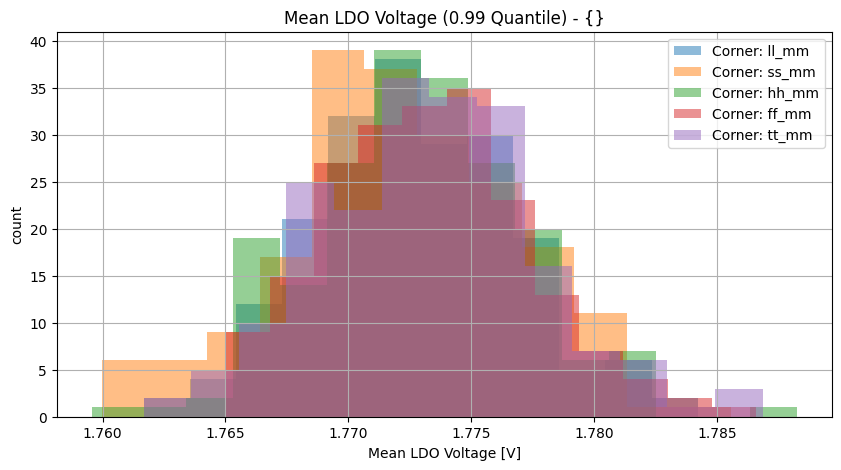 Mean LDO Voltage (0.99 Quantile) - {}
40
35
30
25
20
15
10
5
0
count
Corner: ll_mm
Corner: ss_mm
Corner: hh_mm
Corner: ff_mm
Corner: tt_mm
1.760 1.765 1.770 1.775 1.780 1.785
Mean LDO Voltage [V]